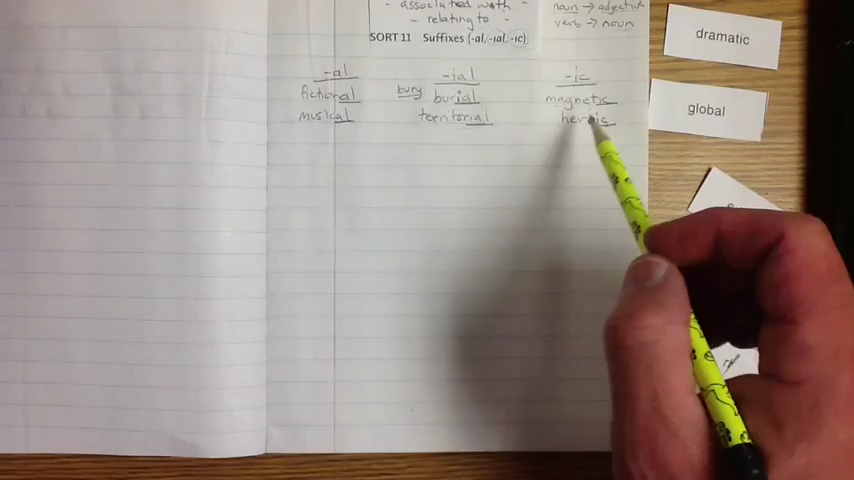 - associated with -
- relating to -
SORT 11 Suffixes (-al, -ial, -ic)
noun → adjective
verb → noun
dramatic
global
-al -ial -ic
fictional bury burial magnetic
musical territorial heroic